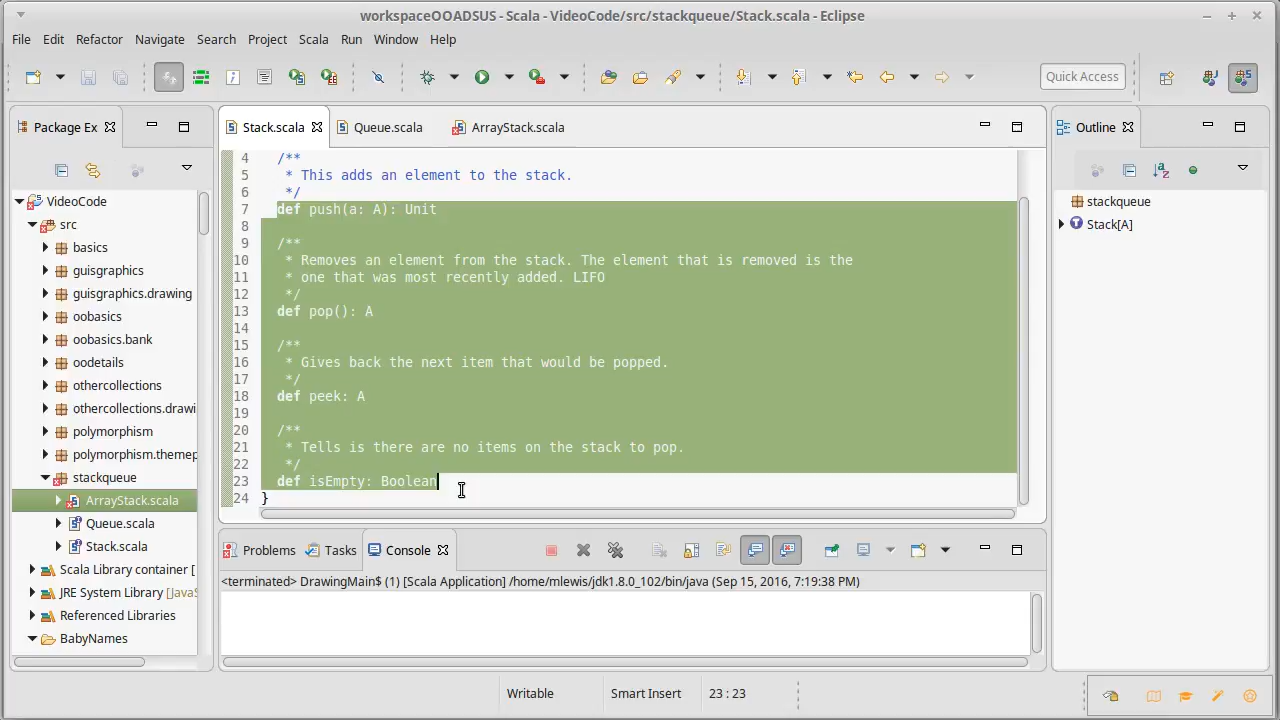 workspaceOOADSUS - Scala - VideoCode/src/stackqueue/Stack.scala - Eclipse
File Edit Refactor Navigate Search Project Scala Run Window Help
Quick Access
Package Ex
Stack.scala
Queue.scala
ArrayStack.scala
Outline
VideoCode
src
basics
guisgraphics
guisgraphics.drawing
oobasics
oobasics.bank
oodetails
othercollections
othercollections.drawi
polymorphism
polymorphism.themep
stackqueue
ArrayStack.scala
Queue.scala
Stack.scala
Scala Library container [
JRE System Library [JavaS
Referenced Libraries
BabyNames
4 /**
5 * This adds an element to the stack.
6 */
7 def push(a: A): Unit
8
9 /**
10 * Removes an element from the stack. The element that is removed is the
11 * one that was most recently added. LIFO
12 */
13 def pop(): A
14
15 /**
16 * Gives back the next item that would be popped.
17 */
18 def peek: A
19
20 /**
21 * Tells is there are no items on the stack to pop.
22 */
23 def isEmpty: Boolean
24 }
stackqueue
Stack[A]
Problems Tasks Console
<terminated> DrawingMain$ (1) [Scala Application] /home/mlewis/jdk1.8.0_102/bin/java (Sep 15, 2016, 7:19:38 PM)
Writable Smart Insert 23 : 23